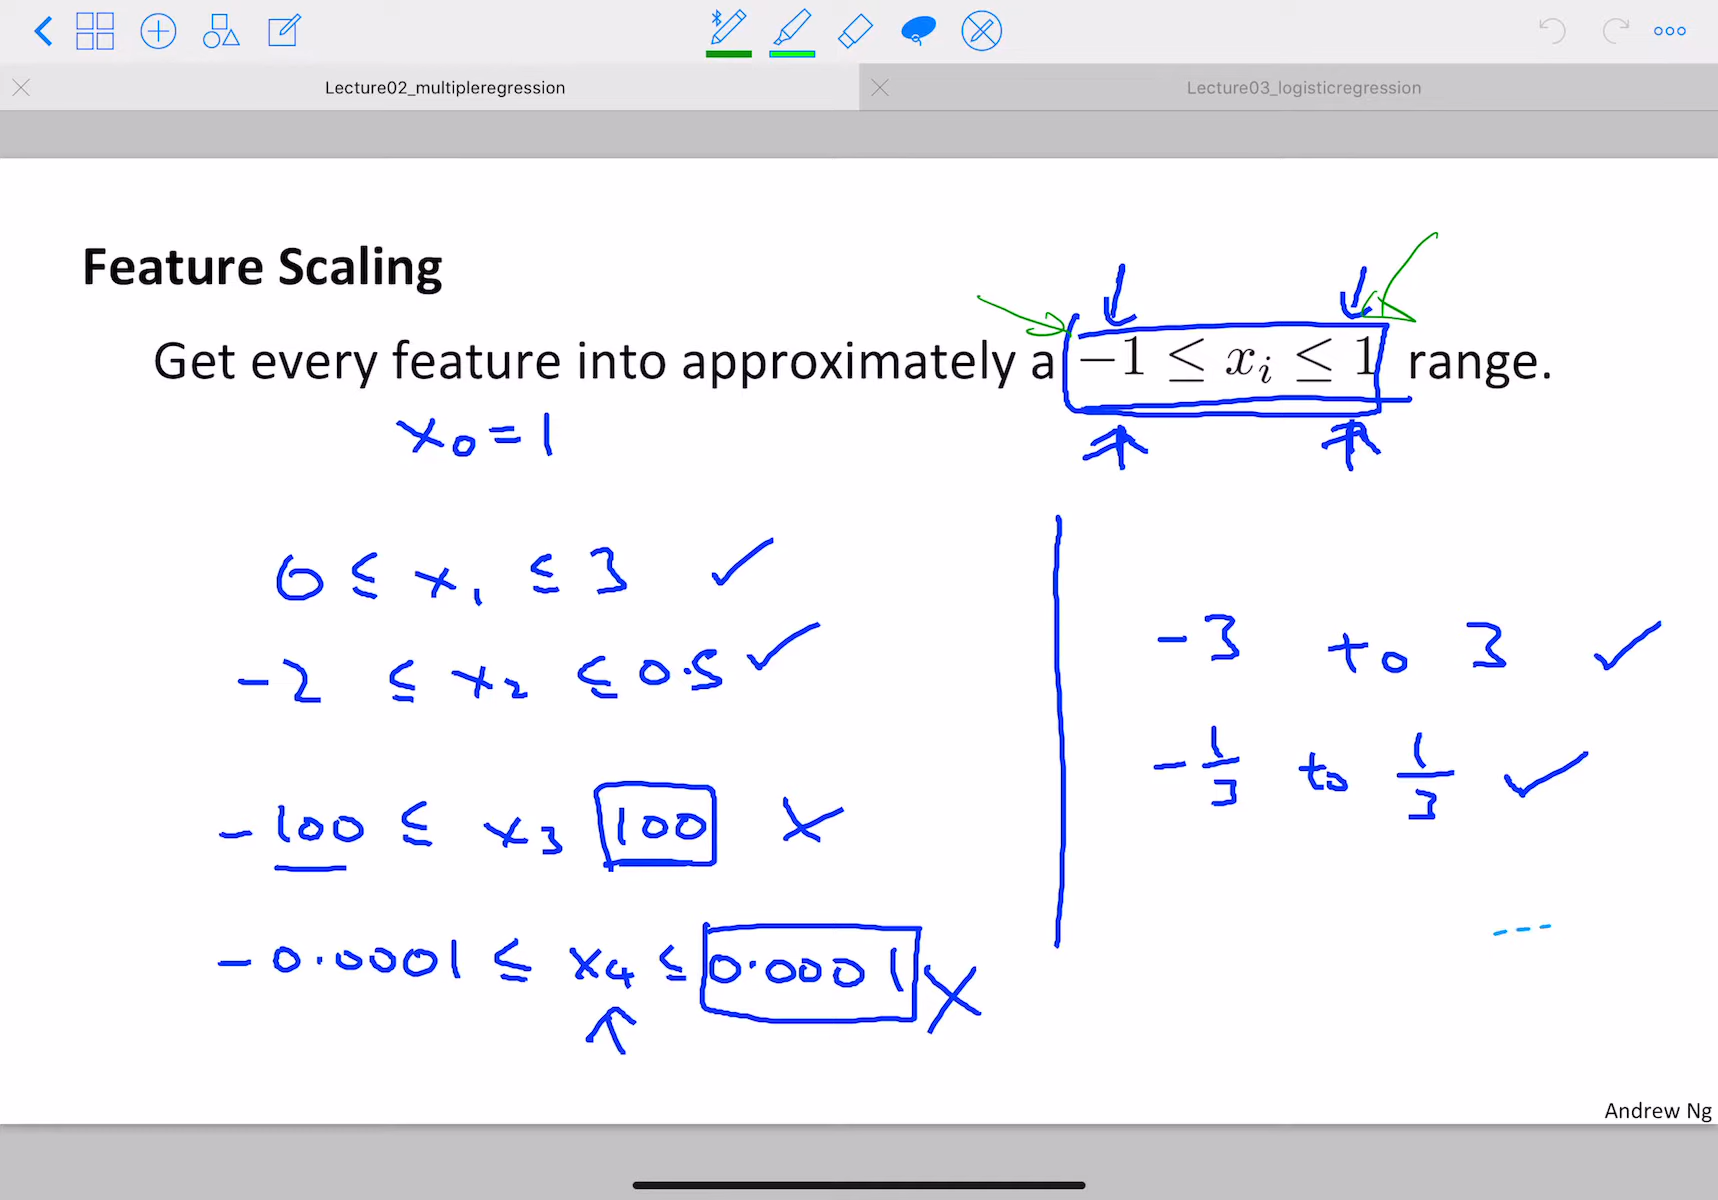 Lecture02_multipleregression
Lecture03_logisticregression
Feature Scaling
Get every feature into approximately a −1 ≤ xᵢ ≤ 1 range.
x₀ = 1
0 ≤ x₁ ≤ 3 ✓
-2 ≤ x₂ ≤ 0.5 ✓
-100 ≤ x₃ 100 X
-0.0001 ≤ x₄ ≤ 0.0001 X
-3 to 3 ✓
-1/3 to 1/3 ✓
Andrew Ng